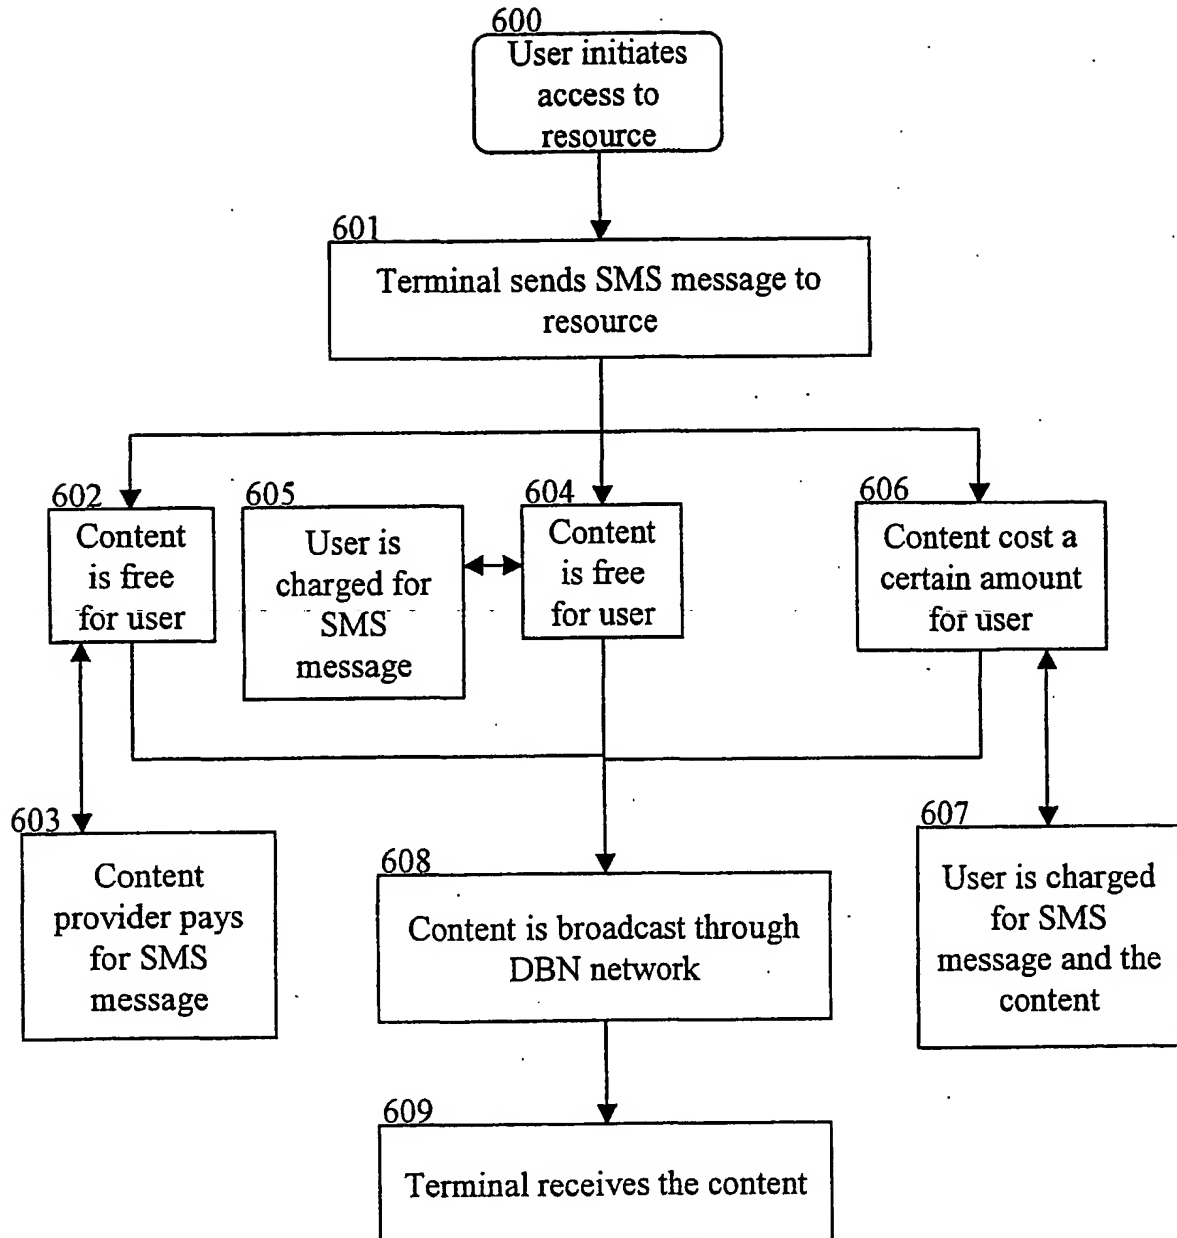 600
User initiates
access to
resource
601
Terminal sends SMS message to
resource
602
Content
is free
for user
605
User is
charged for
SMS
message
604
Content
is free
for user
606
Content cost a
certain amount
for user
603
Content
provider pays
for SMS
message
608
Content is broadcast through
DBN network
607
User is charged
for SMS
message and the
content
609
Terminal receives the content